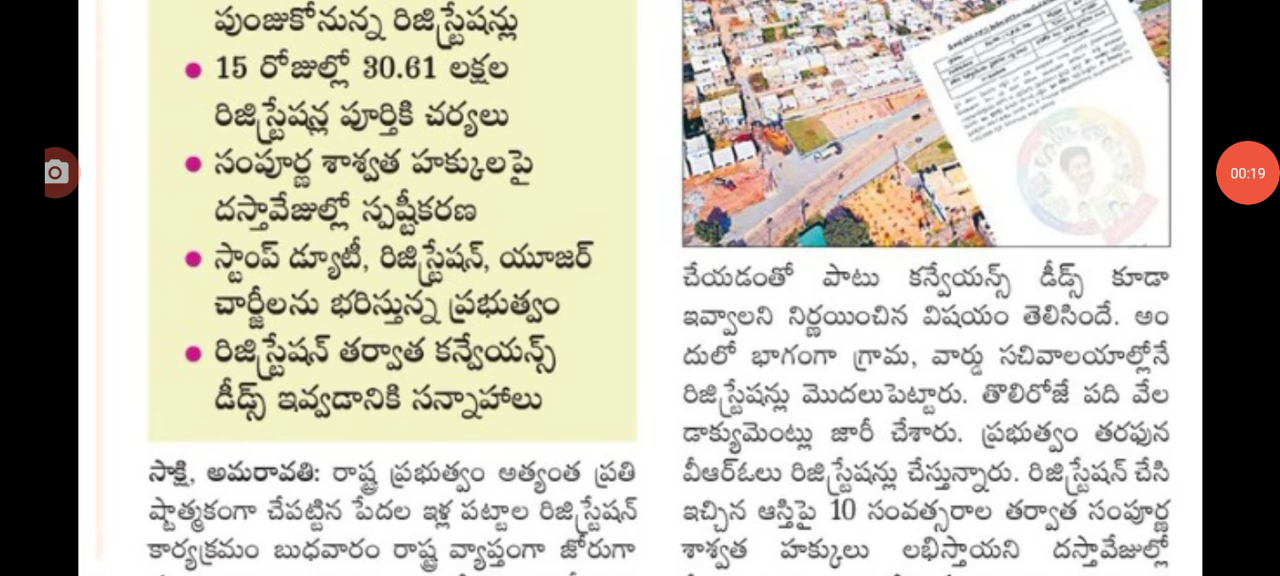 పుంజుకోనున్న రిజిస్ట్రేషన్లు
● 15 రోజుల్లో 30.61 లక్షల
రిజిస్ట్రేషన్ల పూర్తికి చర్యలు
● సంపూర్ణ శాశ్వత హక్కులపై
దస్తావేజుల్లో స్పష్టీకరణ
● స్టాంప్ డ్యూటీ, రిజిస్ట్రేషన్, యూజర్
చార్జీలను భరిస్తున్న ప్రభుత్వం
● రిజిస్ట్రేషన్ తర్వాత కన్వేయన్స్
డీడ్స్ ఇవ్వడానికి సన్నాహాలు
సాక్షి, అమరావతి: రాష్ట్ర ప్రభుత్వం అత్యంత ప్రతి
ష్టాత్మకంగా చేపట్టిన పేదల ఇళ్ల పట్టాల రిజిస్ట్రేషన్
కార్యక్రమం బుధవారం రాష్ట్ర వ్యాప్తంగా జోరుగా
చేయడంతో పాటు కన్వేయన్స్ డీడ్స్ కూడా
ఇవ్వాలని నిర్ణయించిన విషయం తెలిసిందే. అం
దులో భాగంగా గ్రామ, వార్డు సచివాలయాల్లోనే
రిజిస్ట్రేషన్లు మొదలుపెట్టారు. తొలిరోజే పది వేల
డాక్యుమెంట్లు జారీ చేశారు. ప్రభుత్వం తరఫున
వీఆర్ఓలు రిజిస్ట్రేషన్లు చేస్తున్నారు. రిజిస్ట్రేషన్ చేసి
ఇచ్చిన ఆస్తిపై 10 సంవత్సరాల తర్వాత సంపూర్ణ
శాశ్వత హక్కులు లభిస్తాయని దస్తావేజుల్లో
00:19